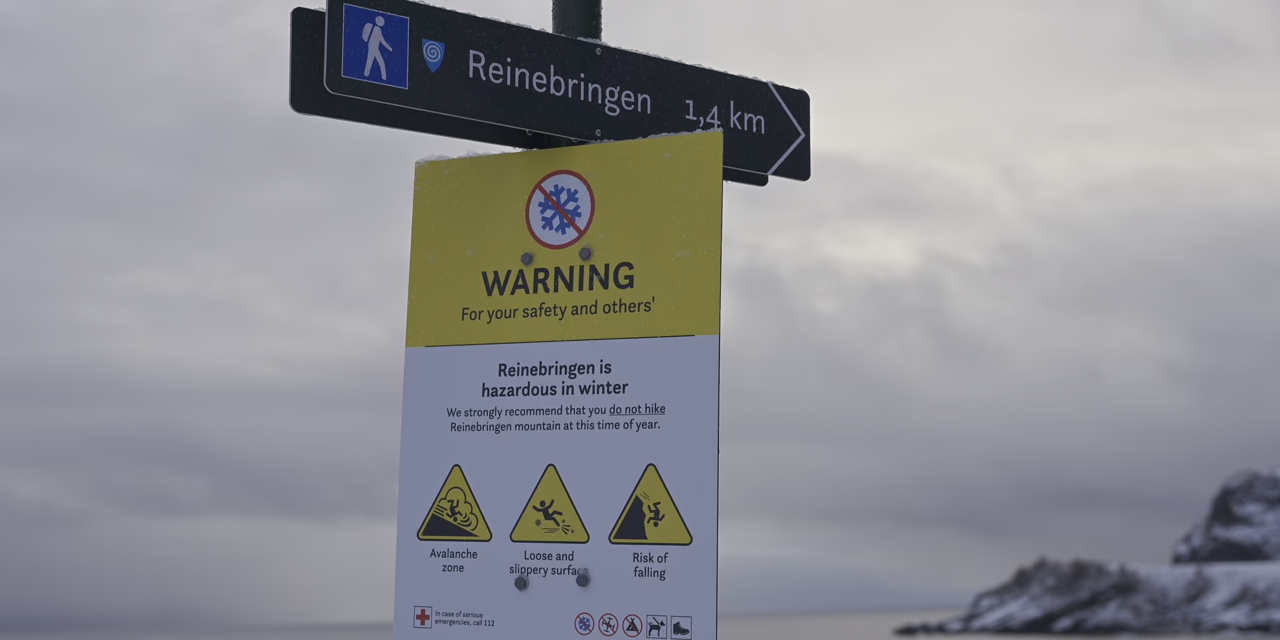 Reinebringen 1,4 km
WARNING
For your safety and others'
Reinebringen is
hazardous in winter
We strongly recommend that you do not hike
Reinebringen mountain at this time of year.
Avalanche
zone
Loose and
slippery surfac
Risk of
falling
In case of serious
emergencies, call 112